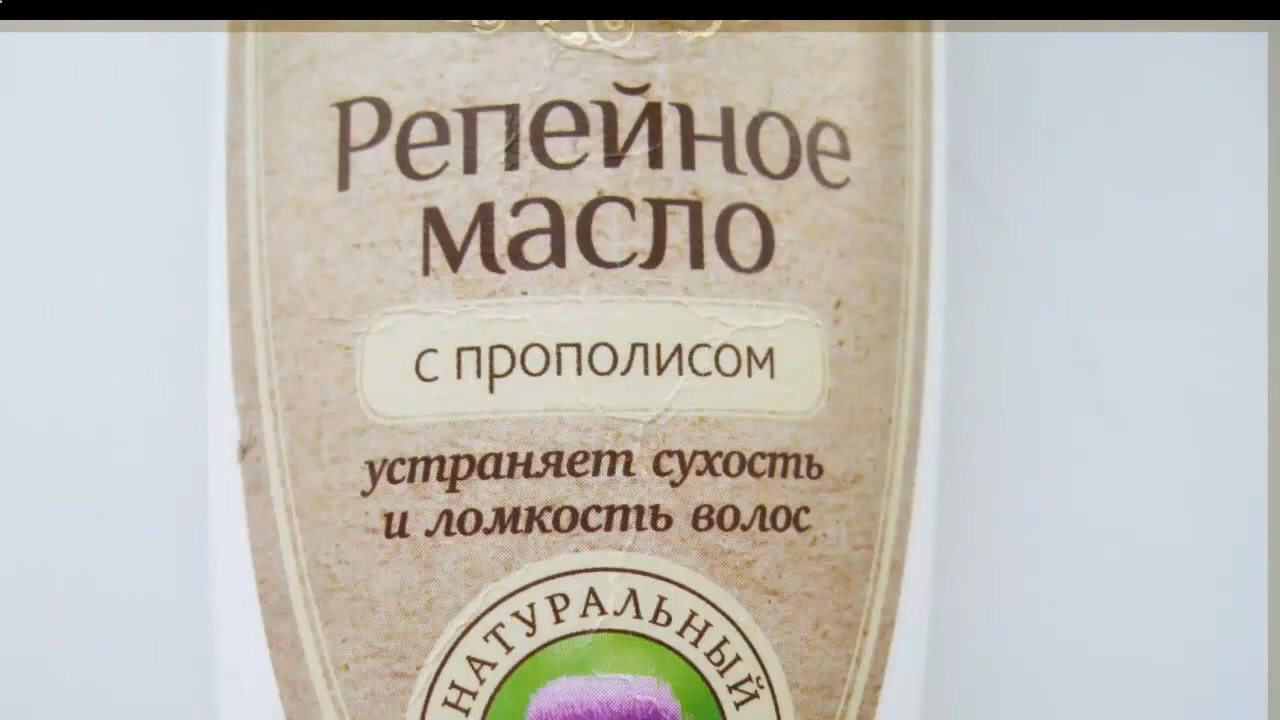 Репейное
масло
с прополисом
устраняет сухость
и ломкость волос
НАТУРАЛЬНЫЙ